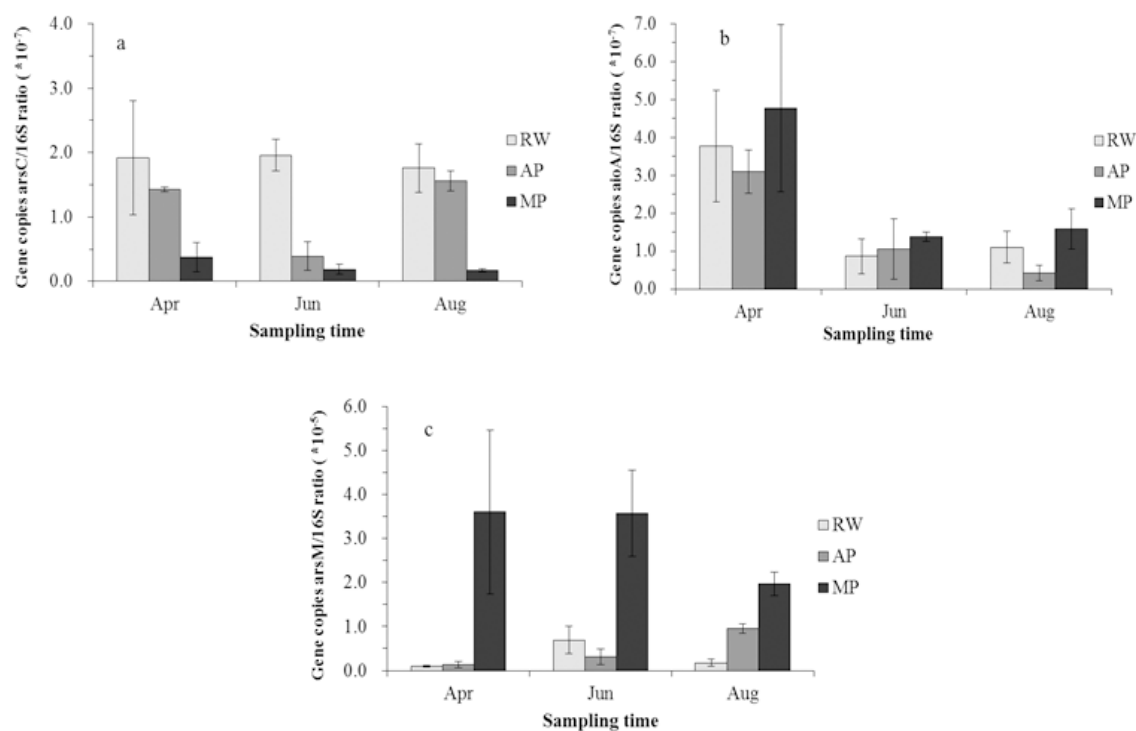 a
Gene copies arsC/16S ratio ( *10-7)
4.0
3.0
2.0
1.0
0.0
Apr
Jun
Aug
Sampling time
RW
AP
MP
b
Gene copies aioA/16S ratio ( *10-7)
7.0
6.0
5.0
4.0
3.0
2.0
1.0
0.0
Apr
Jun
Aug
Sampling time
RW
AP
MP
c
Gene copies arsM/16S ratio ( *10-5)
6.0
5.0
4.0
3.0
2.0
1.0
0.0
Apr
Jun
Aug
Sampling time
RW
AP
MP